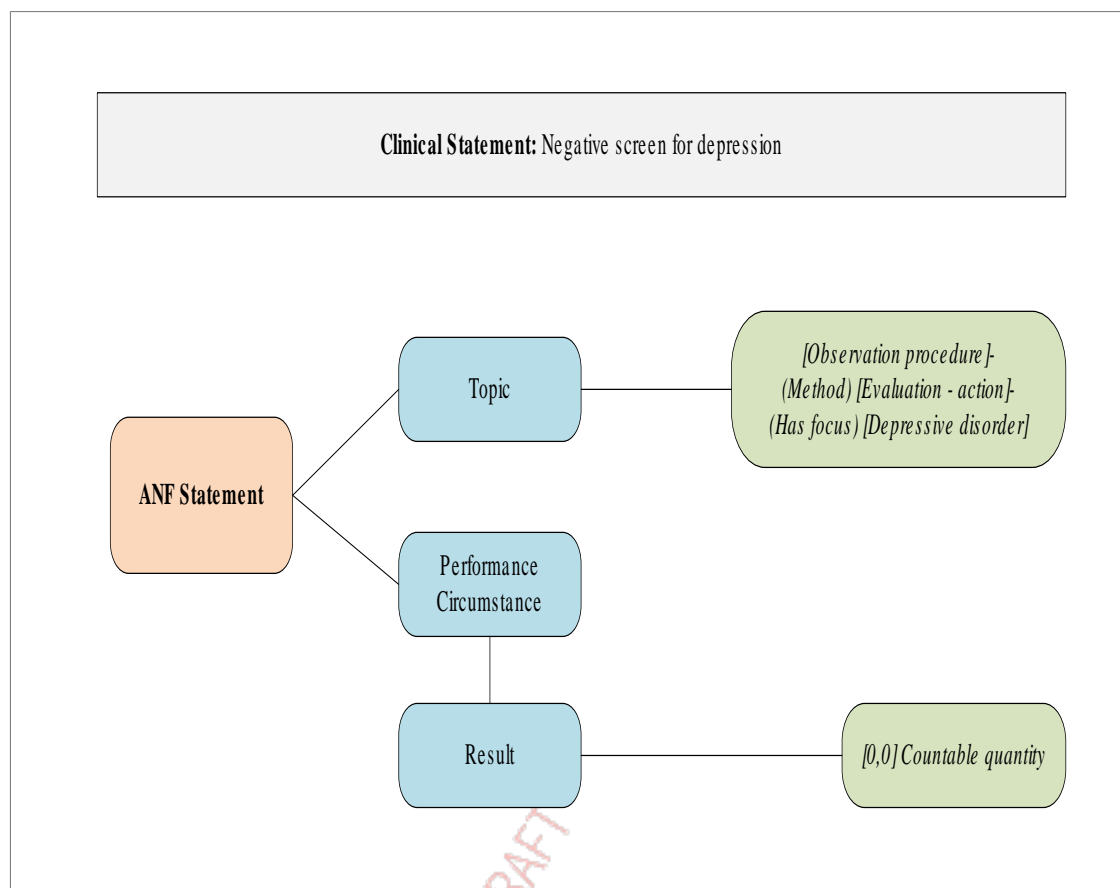 Clinical Statement: Negative screen for depression
Topic
[Observation procedure]-
(Method) [Evaluation - action]-
(Has focus) [Depressive disorder]
ANF Statement
Performance
Circumstance
Result
[0,0] Countable quantity
DRAFT